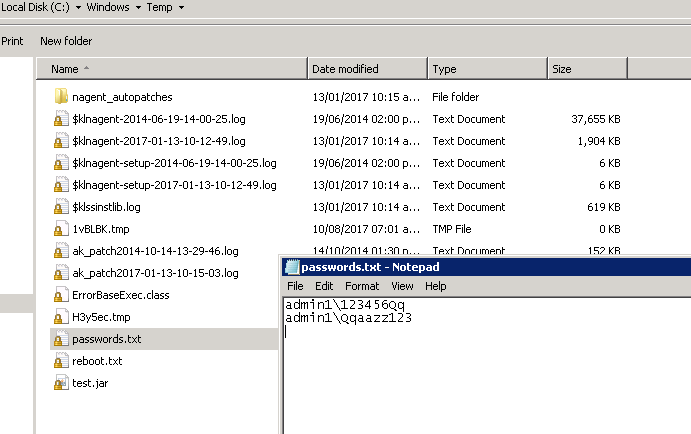 Local Disk (C:) Windows Temp
Print New folder
Name Date modified Type Size
nagent_autopatches 13/01/2017 10:15 a... File folder
$klnagent-2014-06-19-14-00-25.log 19/06/2014 02:00 p... Text Document 37,655 KB
$klnagent-2017-01-13-10-12-49.log 13/01/2017 10:14 a... Text Document 1,904 KB
$klnagent-setup-2014-06-19-14-00-25.log 19/06/2014 02:00 p... Text Document 6 KB
$klnagent-setup-2017-01-13-10-12-49.log 13/01/2017 10:14 a... Text Document 6 KB
$klssinstlib.log 13/01/2017 10:14 a... Text Document 619 KB
1vBLBK.tmp 10/08/2017 07:01 a... TMP File 0 KB
ak_patch2014-10-14-13-29-46.log 14/10/2014 01:30 p... Text Document 152 KB
ak_patch2017-01-13-10-15-03.log
ErrorBaseExec.class
H3y5ec.tmp
passwords.txt
reboot.txt
test.jar
passwords.txt - Notepad
File Edit Format View Help
admin1\123456Qq
admin1\Qqaazz123